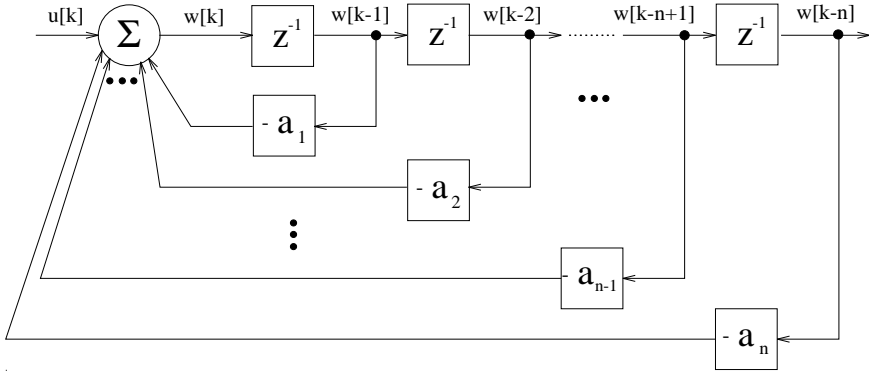 u[k] Σ w[k] z⁻¹ w[k-1] z⁻¹ w[k-2] ......... w[k-n+1] z⁻¹ w[k-n]
- a₁
- a₂
- aₙ₋₁
- aₙ